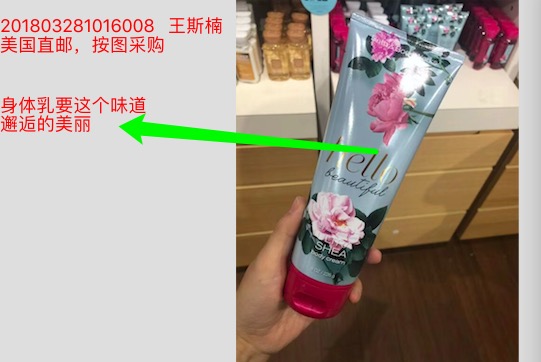 201803281016008 王斯楠
美国直邮，按图采购
身体乳要这个味道
邂逅的美丽
hello
beautiful
SHEA
body cream